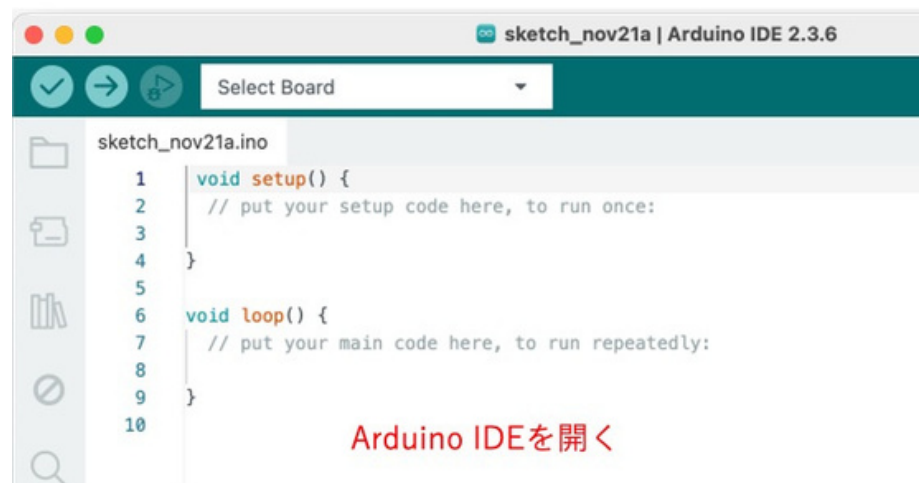 sketch_nov21a | Arduino IDE 2.3.6
Select Board
sketch_nov21a.ino
1 void setup() {
2 // put your setup code here, to run once:
3
4 }
5
6 void loop() {
7 // put your main code here, to run repeatedly:
8
9 }
10
Arduino IDEを開く